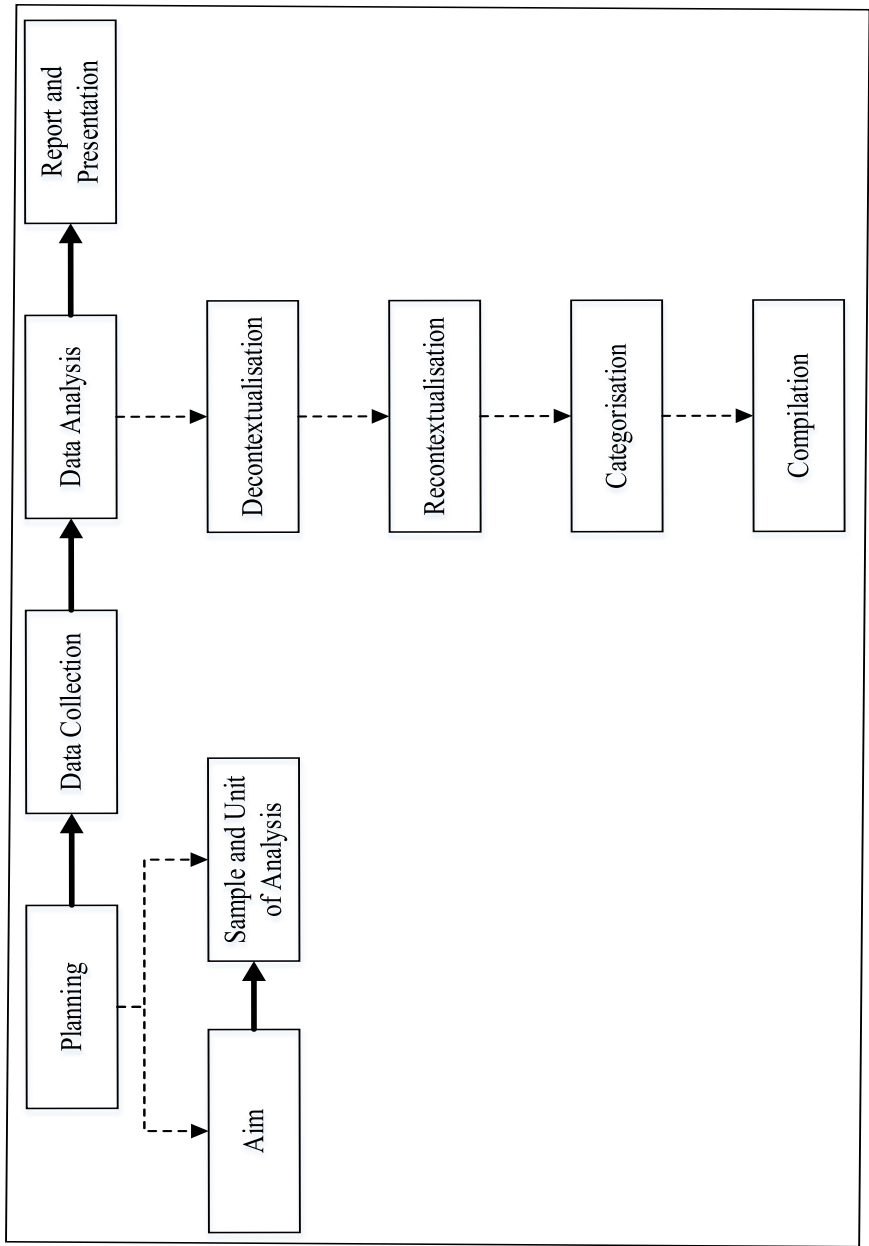 Planning
Data Collection
Data Analysis
Report and
Presentation
Aim
Sample and Unit
of Analysis
Decontextualisation
Recontextualisation
Categorisation
Compilation